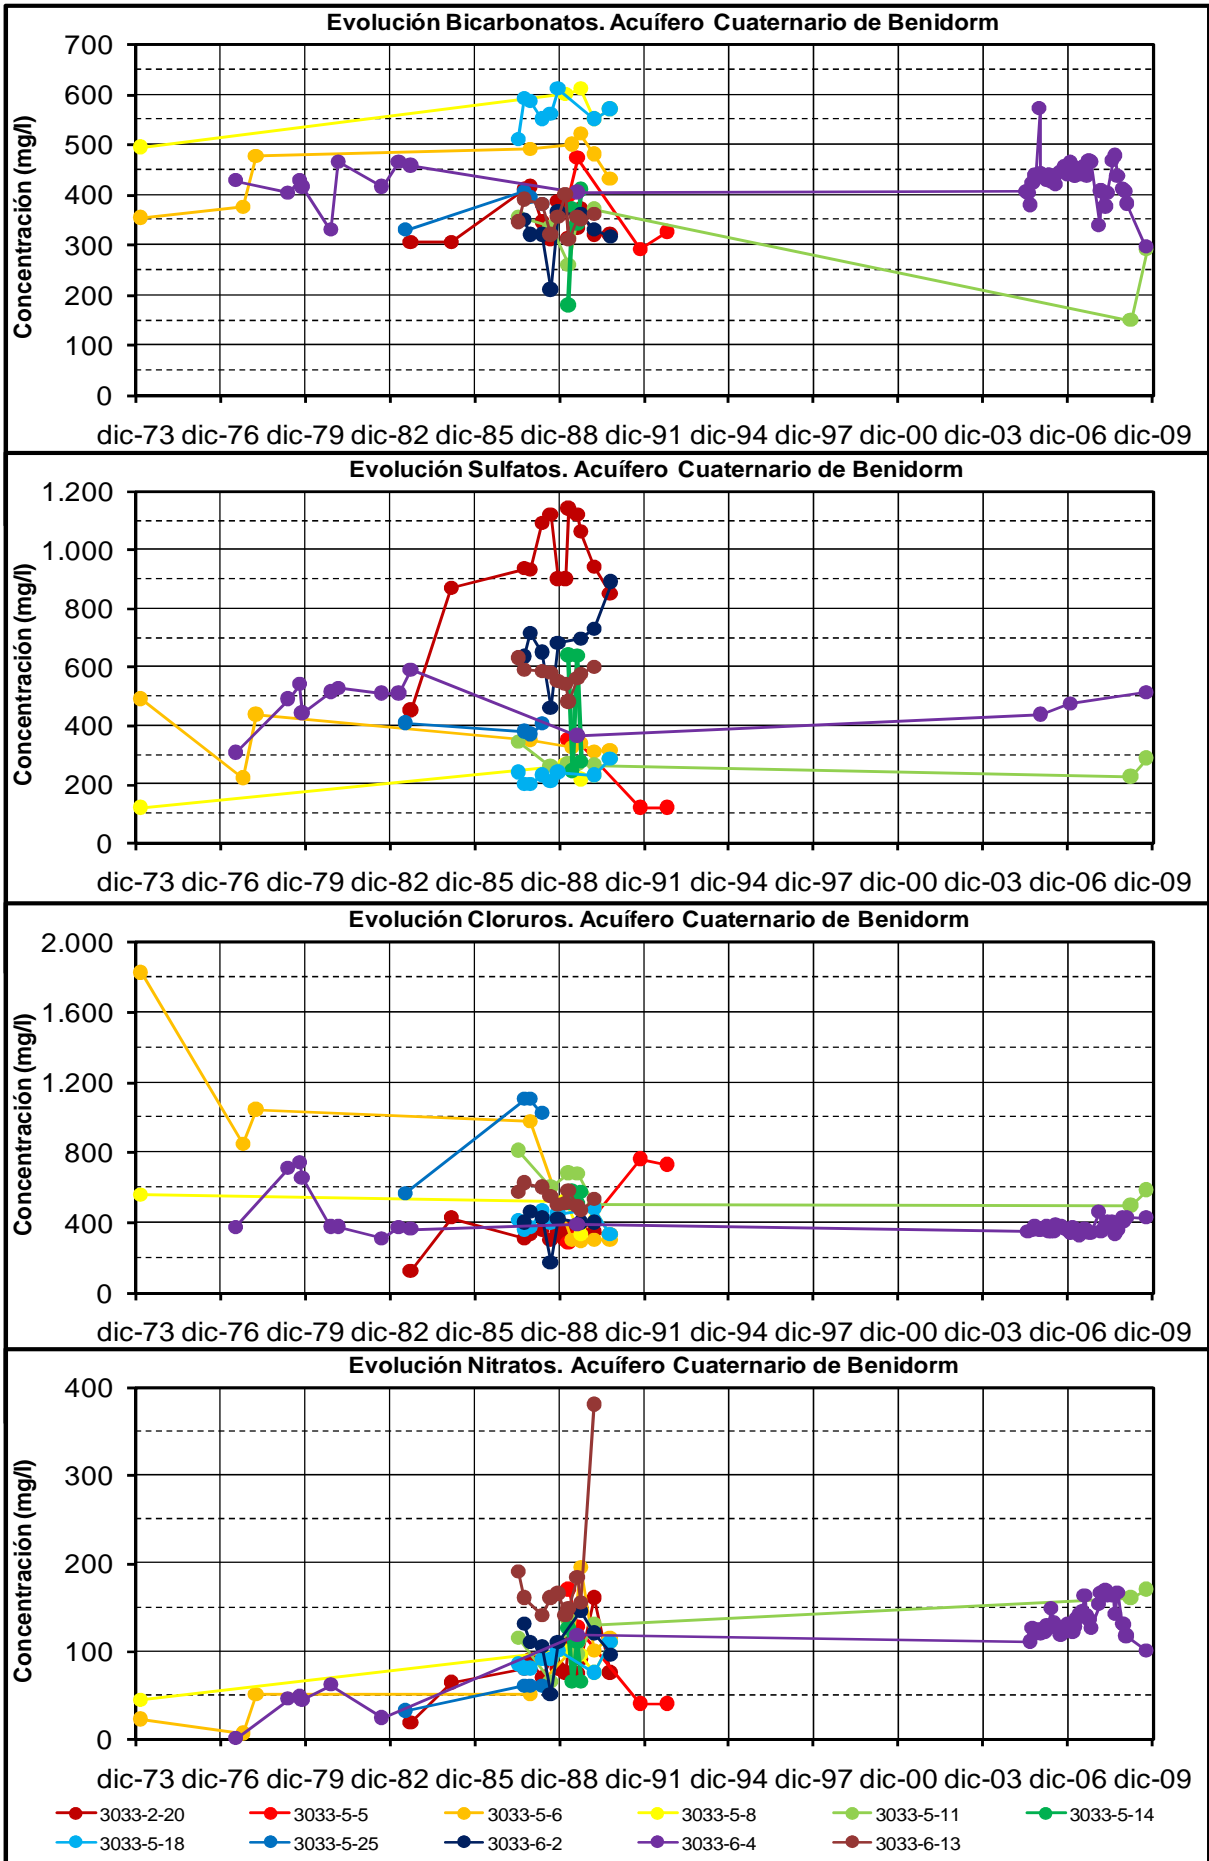 Evolución Bicarbonatos. Acuífero Cuaternario de Benidorm
Concentración (mg/l)
700
600
500
400
300
200
100
0
dic-73 dic-76 dic-79 dic-82 dic-85 dic-88 dic-91 dic-94 dic-97 dic-00 dic-03 dic-06 dic-09
Evolución Sulfatos. Acuífero Cuaternario de Benidorm
Concentración (mg/l)
1.200
1.000
800
600
400
200
0
dic-73 dic-76 dic-79 dic-82 dic-85 dic-88 dic-91 dic-94 dic-97 dic-00 dic-03 dic-06 dic-09
Evolución Cloruros. Acuífero Cuaternario de Benidorm
Concentración (mg/l)
2.000
1.600
1.200
800
400
0
dic-73 dic-76 dic-79 dic-82 dic-85 dic-88 dic-91 dic-94 dic-97 dic-00 dic-03 dic-06 dic-09
Evolución Nitratos. Acuífero Cuaternario de Benidorm
Concentración (mg/l)
400
300
200
100
0
dic-73 dic-76 dic-79 dic-82 dic-85 dic-88 dic-91 dic-94 dic-97 dic-00 dic-03 dic-06 dic-09
3033-2-20 3033-5-5 3033-5-6 3033-5-8 3033-5-11 3033-5-14
3033-5-18 3033-5-25 3033-6-2 3033-6-4 3033-6-13